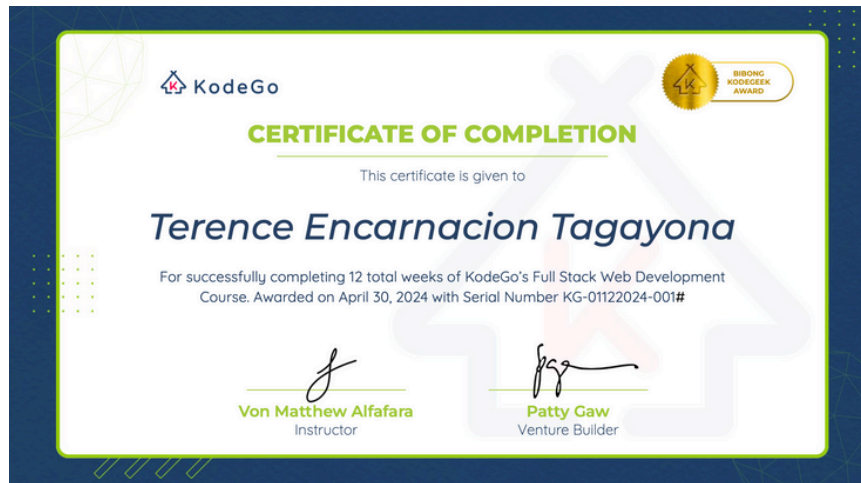 KodeGo
BIBONG
KODEGEEK
AWARD
CERTIFICATE OF COMPLETION
This certificate is given to
Terence Encarnacion Tagayona
For successfully completing 12 total weeks of KodeGo's Full Stack Web Development
Course. Awarded on April 30, 2024 with Serial Number KG-01122024-001#
Von Matthew Alfafara
Instructor
Patty Gaw
Venture Builder